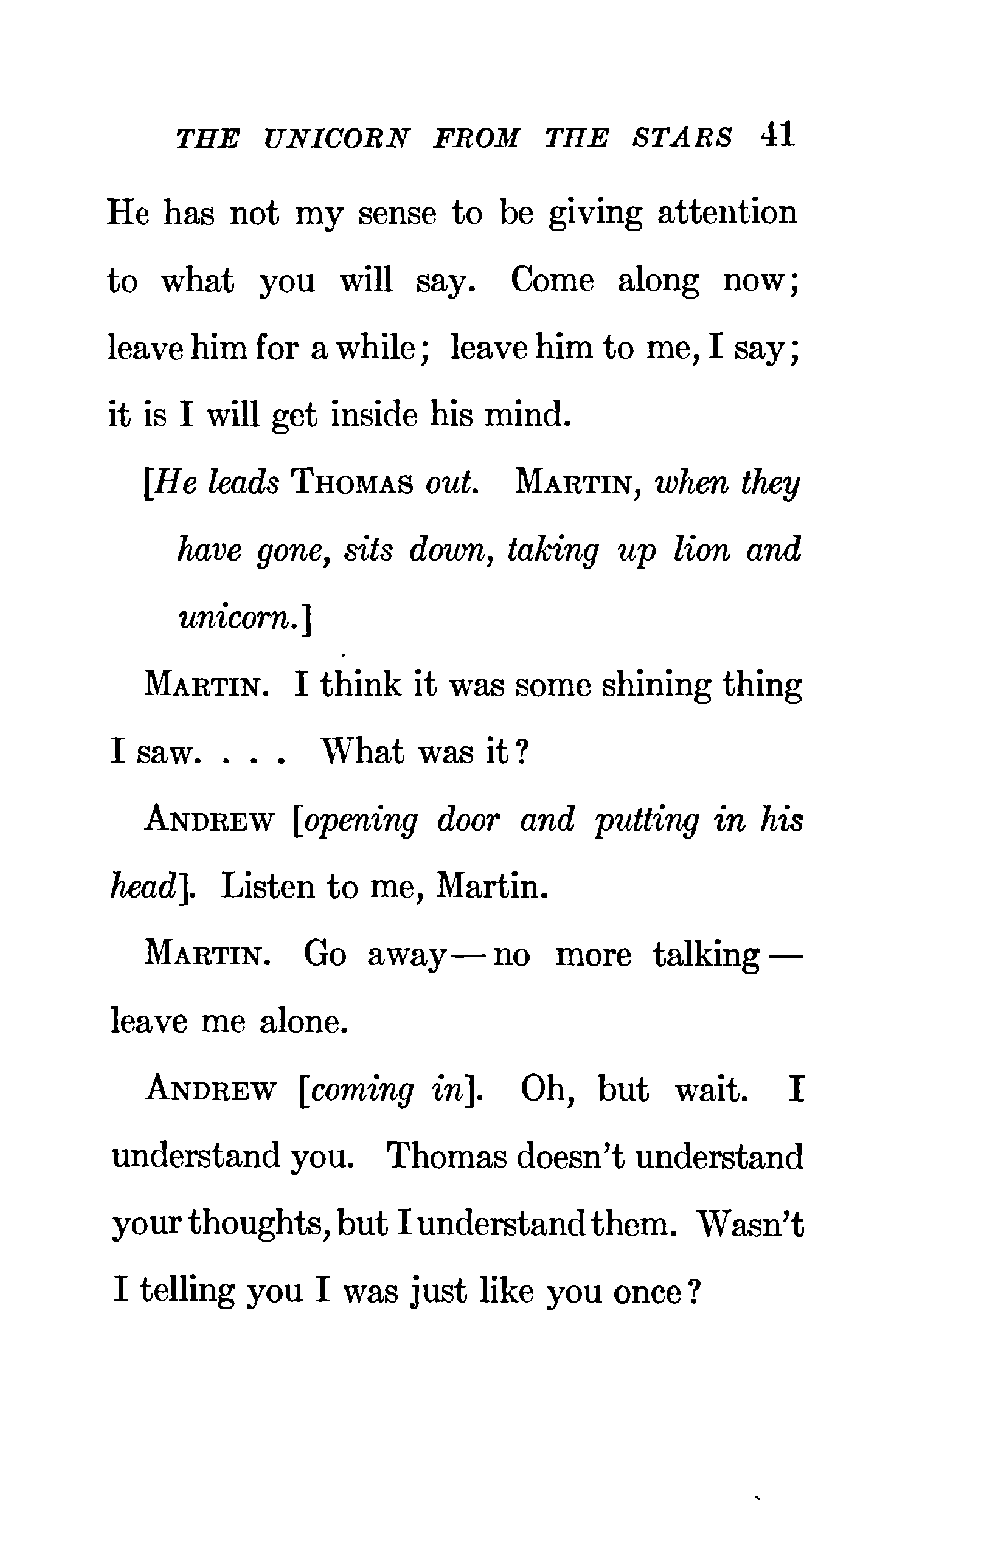 THE UNICORN FROM THE STARS 41
He has not my sense to be giving attention
to what you will say. Come along now;
leave him for a while; leave him to me, I say;
it is I will get inside his mind.
[He leads THOMAS out. MARTIN, when they
have gone, sits down, taking up lion and
unicorn.]
MARTIN. I think it was some shining thing
I saw. . . . What was it?
ANDREW [opening door and putting in his
head]. Listen to me, Martin.
MARTIN. Go away—no more talking—
leave me alone.
ANDREW [coming in]. Oh, but wait. I
understand you. Thomas doesn't understand
your thoughts, but I understand them. Wasn't
I telling you I was just like you once?